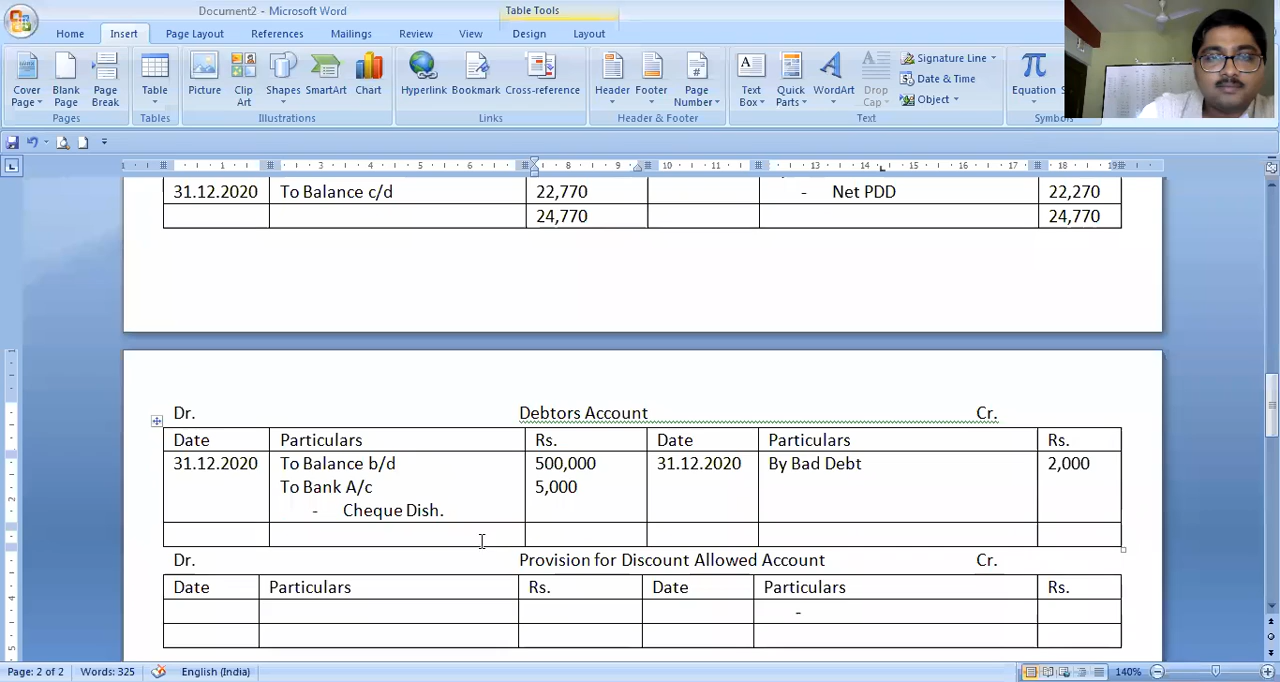 Document2 - Microsoft Word
Table Tools
Home Insert Page Layout References Mailings Review View Design Layout
Cover Page Blank Page Page Break Table Picture Clip Art Shapes SmartArt Chart Hyperlink Bookmark Cross-reference Header Footer Page Number Text Box Quick Parts WordArt Drop Cap Signature Line Date & Time Object Equation
Pages Tables Illustrations Links Header & Footer Text Symbols
31.12.2020 To Balance c/d 22,770 - Net PDD 22,270
24,770 24,770
Dr. Debtors Account Cr.
Date Particulars Rs. Date Particulars Rs.
31.12.2020 To Balance b/d 500,000 31.12.2020 By Bad Debt 2,000
To Bank A/c 5,000
- Cheque Dish.
Dr. Provision for Discount Allowed Account Cr.
Date Particulars Rs. Date Particulars Rs.
-
Page: 2 of 2 Words: 325 English (India) 140%